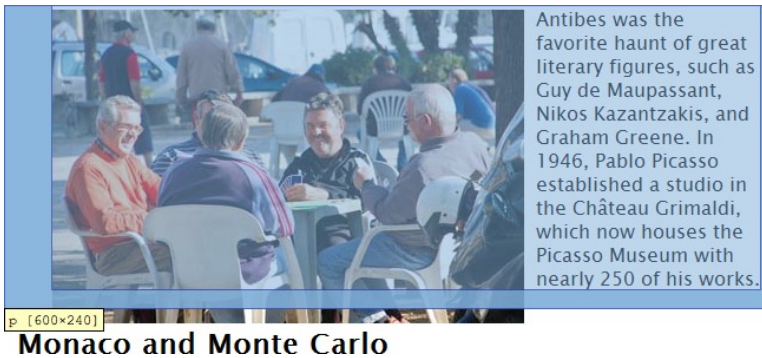 Antibes was the
favorite haunt of great
literary figures, such as
Guy de Maupassant,
Nikos Kazantzakis, and
Graham Greene. In
1946, Pablo Picasso
established a studio in
the Château Grimaldi,
which now houses the
Picasso Museum with
nearly 250 of his works.
p [600×240]
Monaco and Monte Carlo